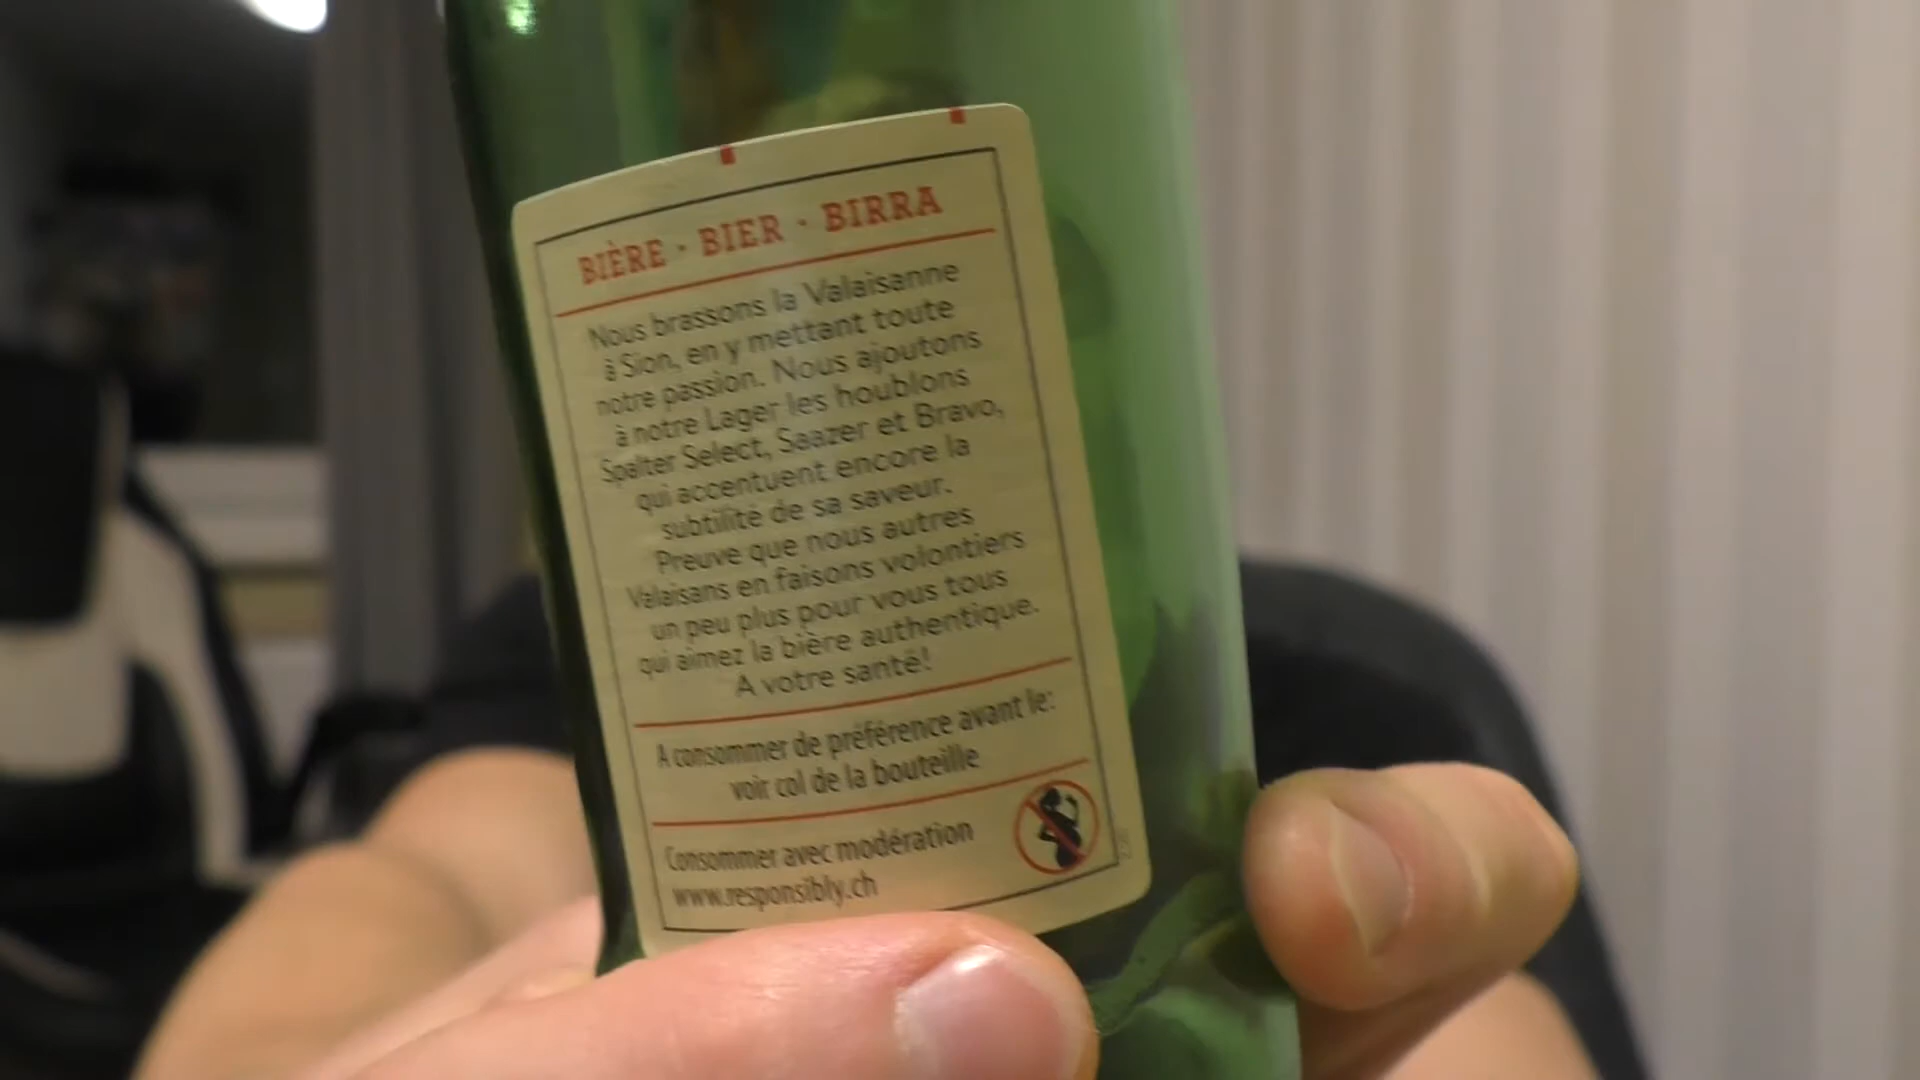 BIÈRE · BIER · BIRRA
Nous brassons la Valaisanne
à Sion, en y mettant toute
notre passion. Nous ajoutons
à notre Lager les houblons
Spalter Select, Saazer et Bravo,
qui accentuent encore la
subtilité de sa saveur.
Preuve que nous autres
Valaisans en faisons volontiers
un peu plus pour vous tous
qui aimez la bière authentique.
A votre santé!
A consommer de préférence avant le:
voir col de la bouteille
Consommer avec modération
www.responsibly.ch